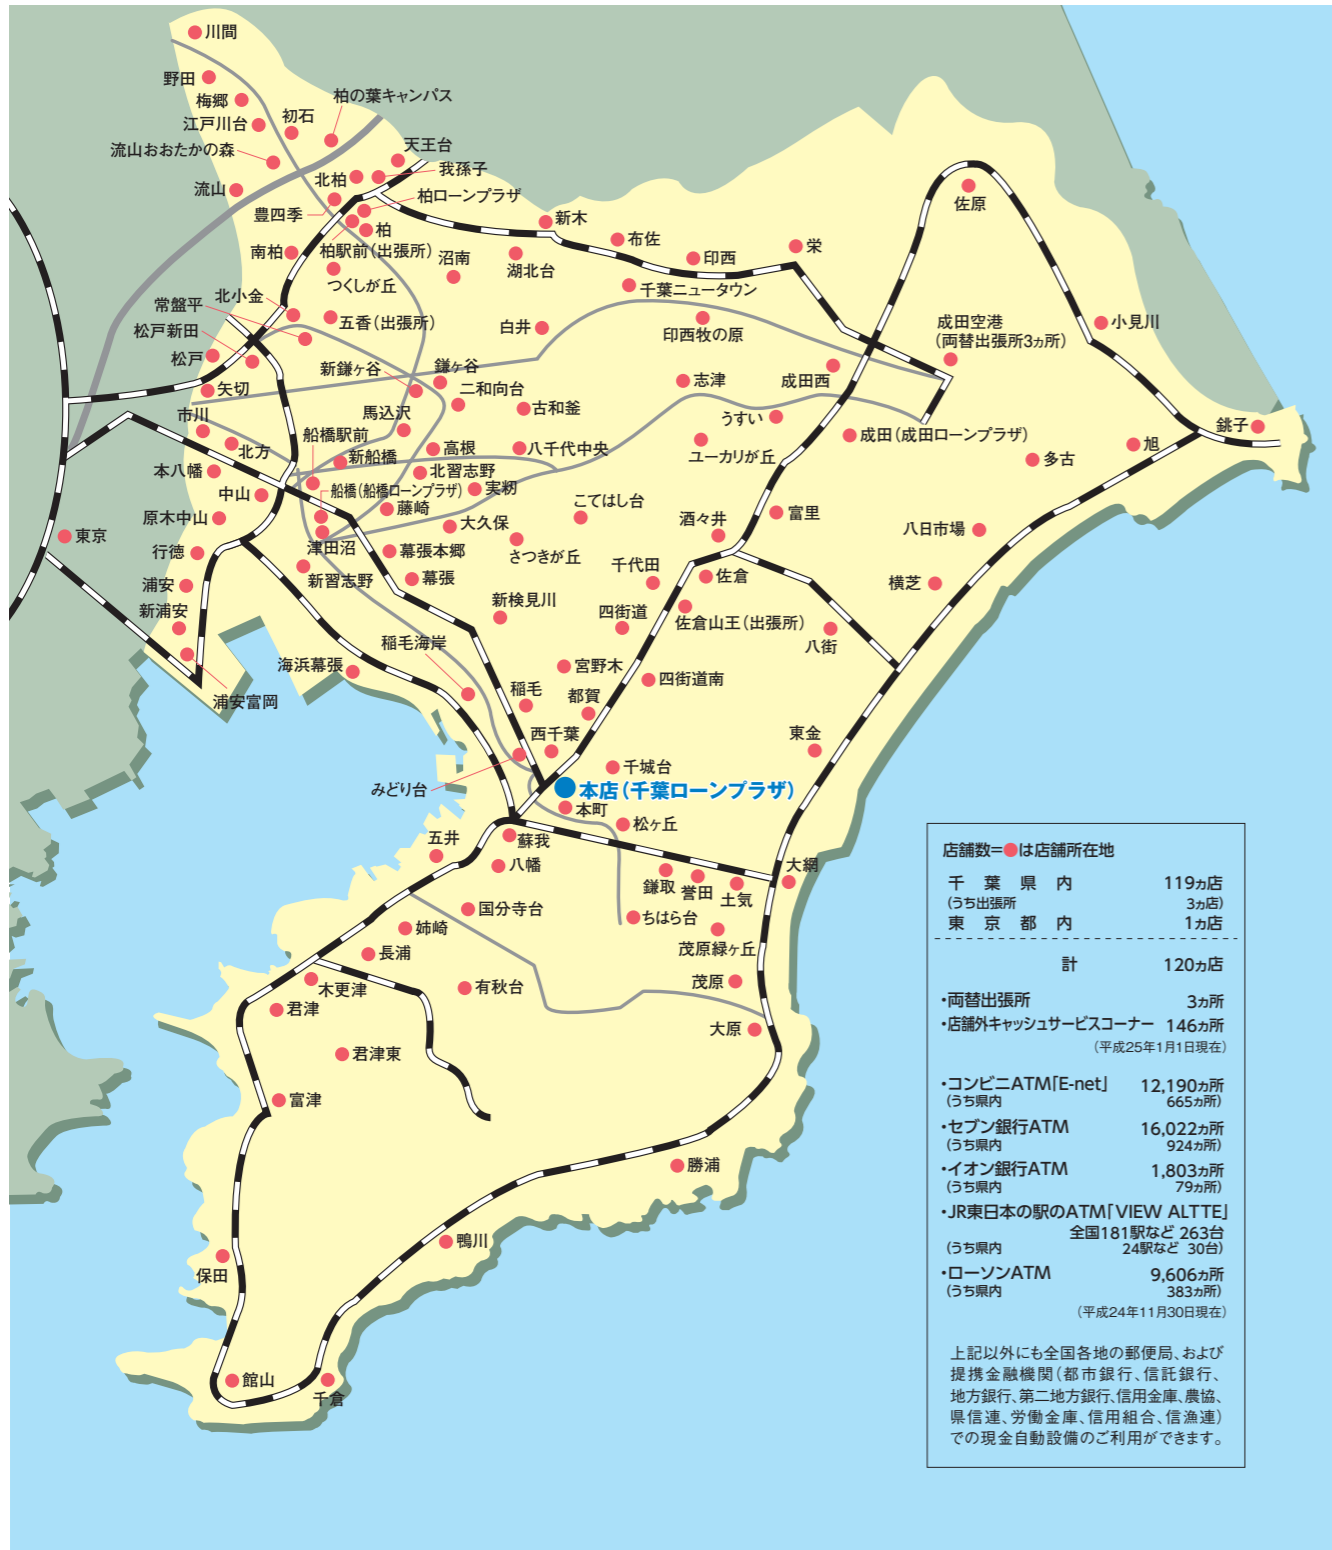 川間
野田
梅郷
柏の葉キャンパス
初石
江戸川台
流山おおたかの森
天王台
我孫子
北柏
流山
柏ローンプラザ
豊四季
柏
新木
佐原
布佐
南柏
柏駅前（出張所）
沼南
湖北台
印西
栄
つくしが丘
千葉ニュータウン
北小金
常盤平
五香（出張所）
白井
印西牧の原
成田空港
（両替出張所3ヵ所）
小見川
松戸新田
松戸
新鎌ヶ谷
鎌ヶ谷
志津
成田西
矢切
二和向台
古和釜
うすい
市川
馬込沢
船橋駅前
北方
新船橋
高根
八千代中央
ユーカリが丘
成田（成田ローンプラザ）
銚子
旭
多古
本八幡
北習志野
中山
船橋（船橋ローンプラザ）
実籾
藤崎
こてはし台
原木中山
大久保
酒々井
富里
八日市場
東京
津田沼
幕張本郷
さつきが丘
行徳
新習志野
幕張
千代田
佐倉
横芝
浦安
新浦安
新検見川
四街道
佐倉山王（出張所）
八街
稲毛海岸
海浜幕張
宮野木
四街道南
浦安富岡
稲毛
都賀
西千葉
東金
みどり台
千城台
本店（千葉ローンプラザ）
本町
松ヶ丘
五井
蘇我
八幡
鎌取
誉田
土気
大網
国分寺台
ちはら台
姉崎
茂原緑ヶ丘
長浦
木更津
有秋台
茂原
君津
大原
君津東
富津
勝浦
鴨川
保田
館山
千倉
店舗数=●は店舗所在地
千葉県内 119ヵ店
（うち出張所 3ヵ店）
東京都内 1ヵ店
計 120ヵ店
・両替出張所 3ヵ所
・店舗外キャッシュサービスコーナー 146ヵ所
（平成25年1月1日現在）
・コンビニATM「E-net」 12,190ヵ所
（うち県内 665ヵ所）
・セブン銀行ATM 16,022ヵ所
（うち県内 924ヵ所）
・イオン銀行ATM 1,803ヵ所
（うち県内 79ヵ所）
・JR東日本の駅のATM「VIEW ALTTE」
全国181駅など 263台
（うち県内 24駅など 30台）
・ローソンATM 9,606ヵ所
（うち県内 383ヵ所）
（平成24年11月30日現在）
上記以外にも全国各地の郵便局、および
提携金融機関（都市銀行、信託銀行、
地方銀行、第二地方銀行、信用金庫、農協、
県信連、労働金庫、信用組合、信漁連）
での現金自動設備のご利用ができます。